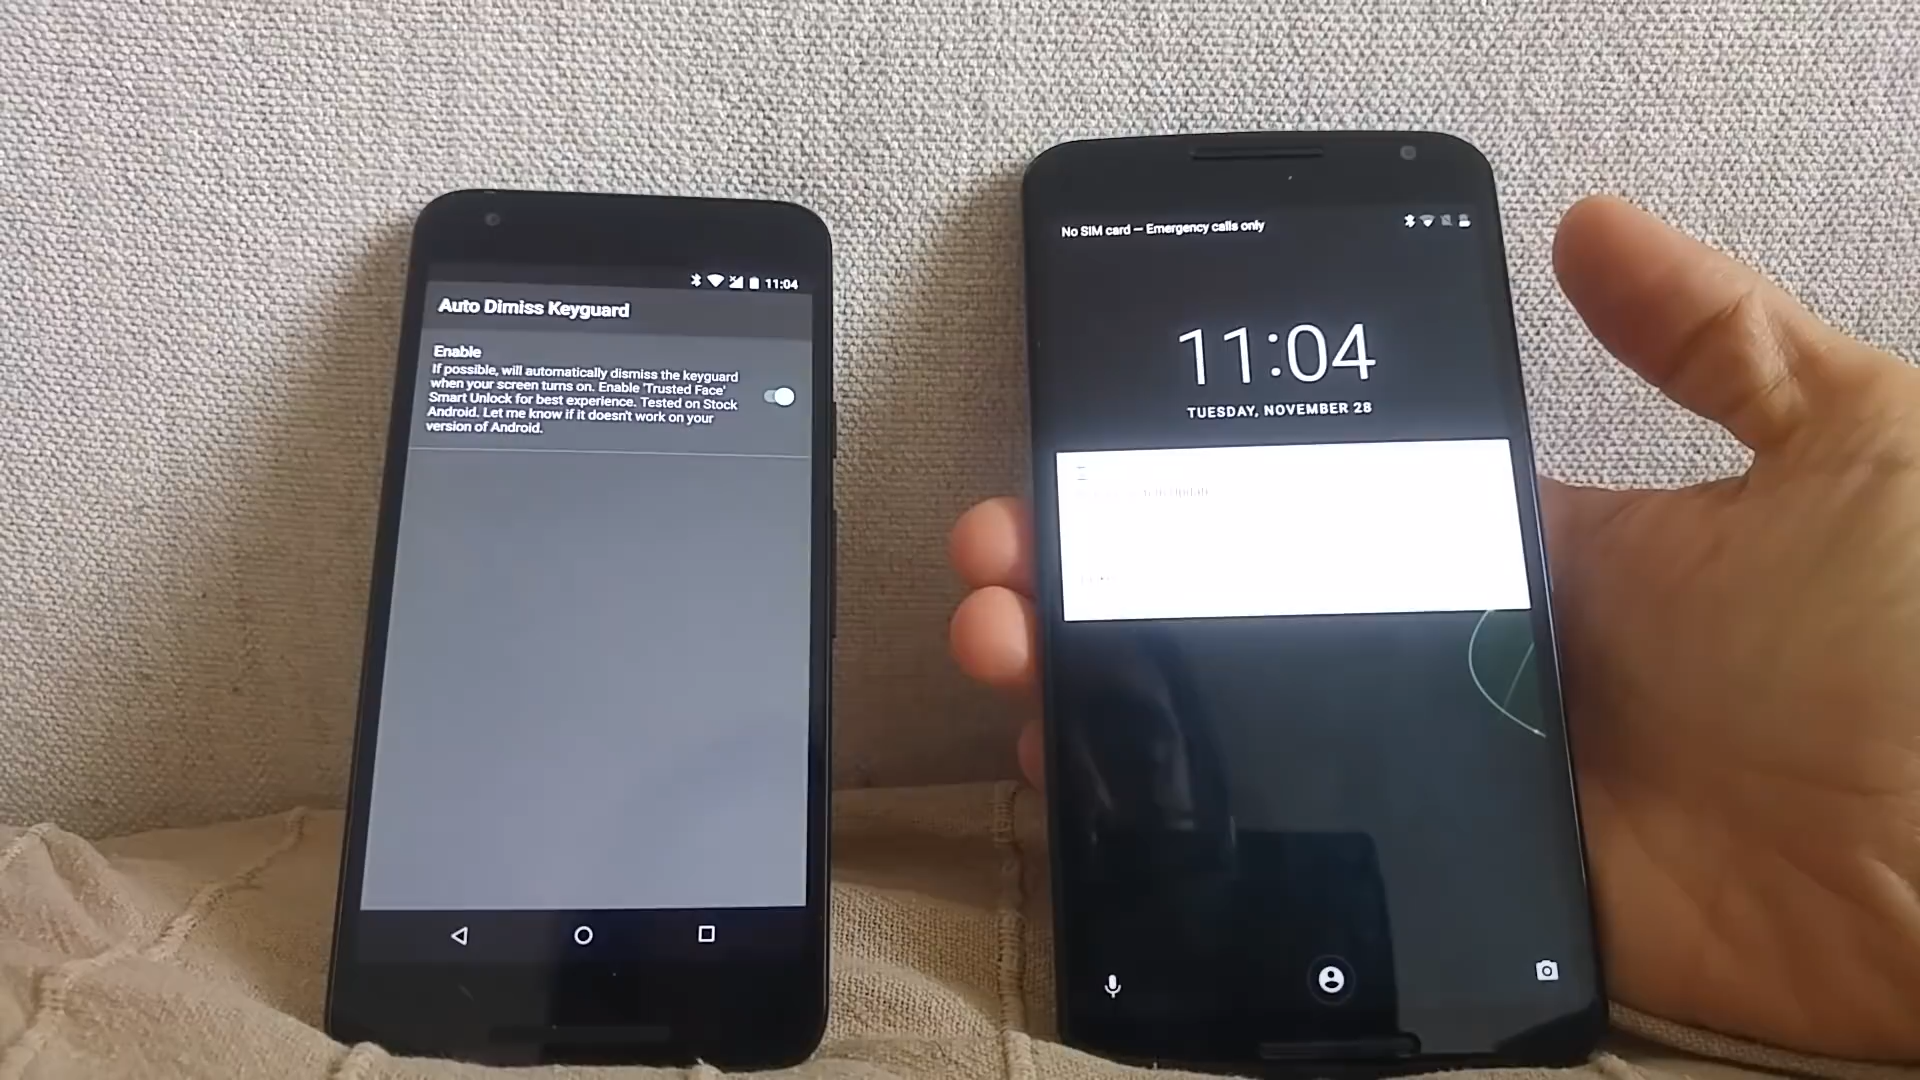 11:04
Auto Dimiss Keyguard
Enable
If possible, will automatically dismiss the keyguard
when your screen turns on. Enable 'Trusted Face'
Smart Unlock for best experience. Tested on Stock
Android. Let me know if it doesn't work on your
version of Android.
No SIM card — Emergency calls only
11:04
TUESDAY, NOVEMBER 28